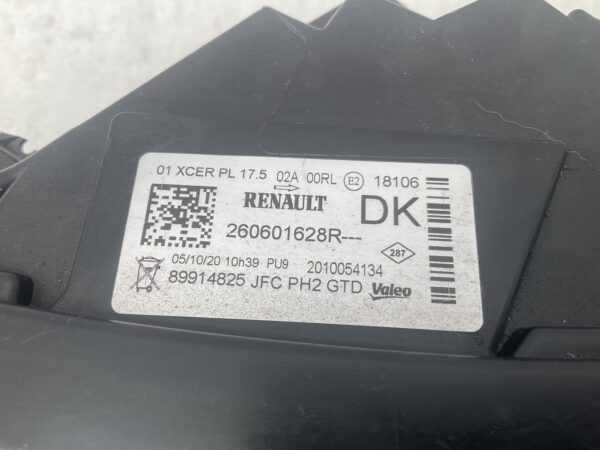 01 XCER PL 17.5 02A 00RL E2 18106
RENAULT
DK
260601628R---
287
05/10/20 10h39 PU9 2010054134
89914825 JFC PH2 GTD Valeo